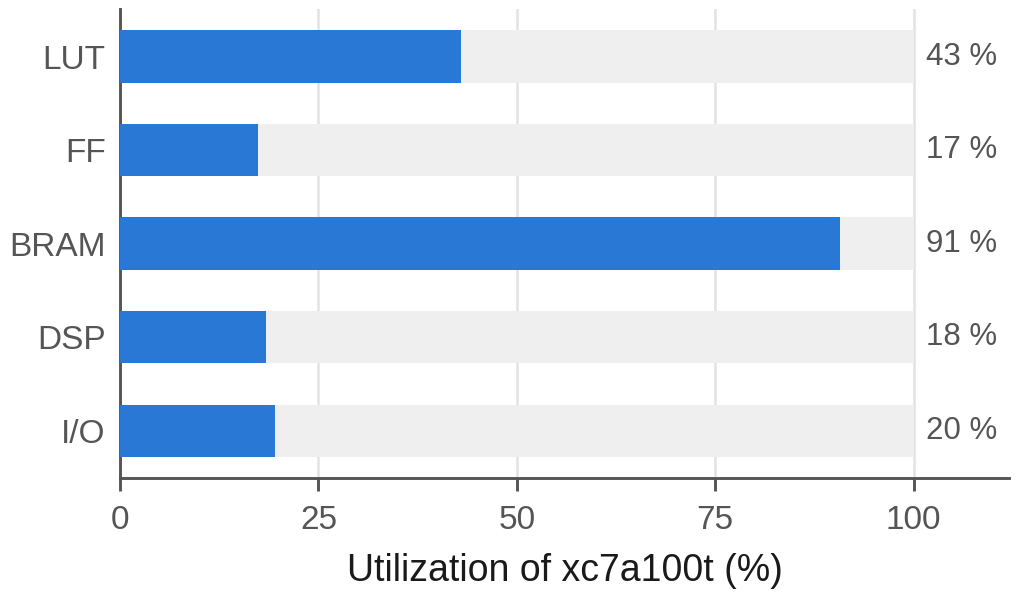 LUT 43 %
FF 17 %
BRAM 91 %
DSP 18 %
I/O 20 %
0 25 50 75 100
Utilization of xc7a100t (%)